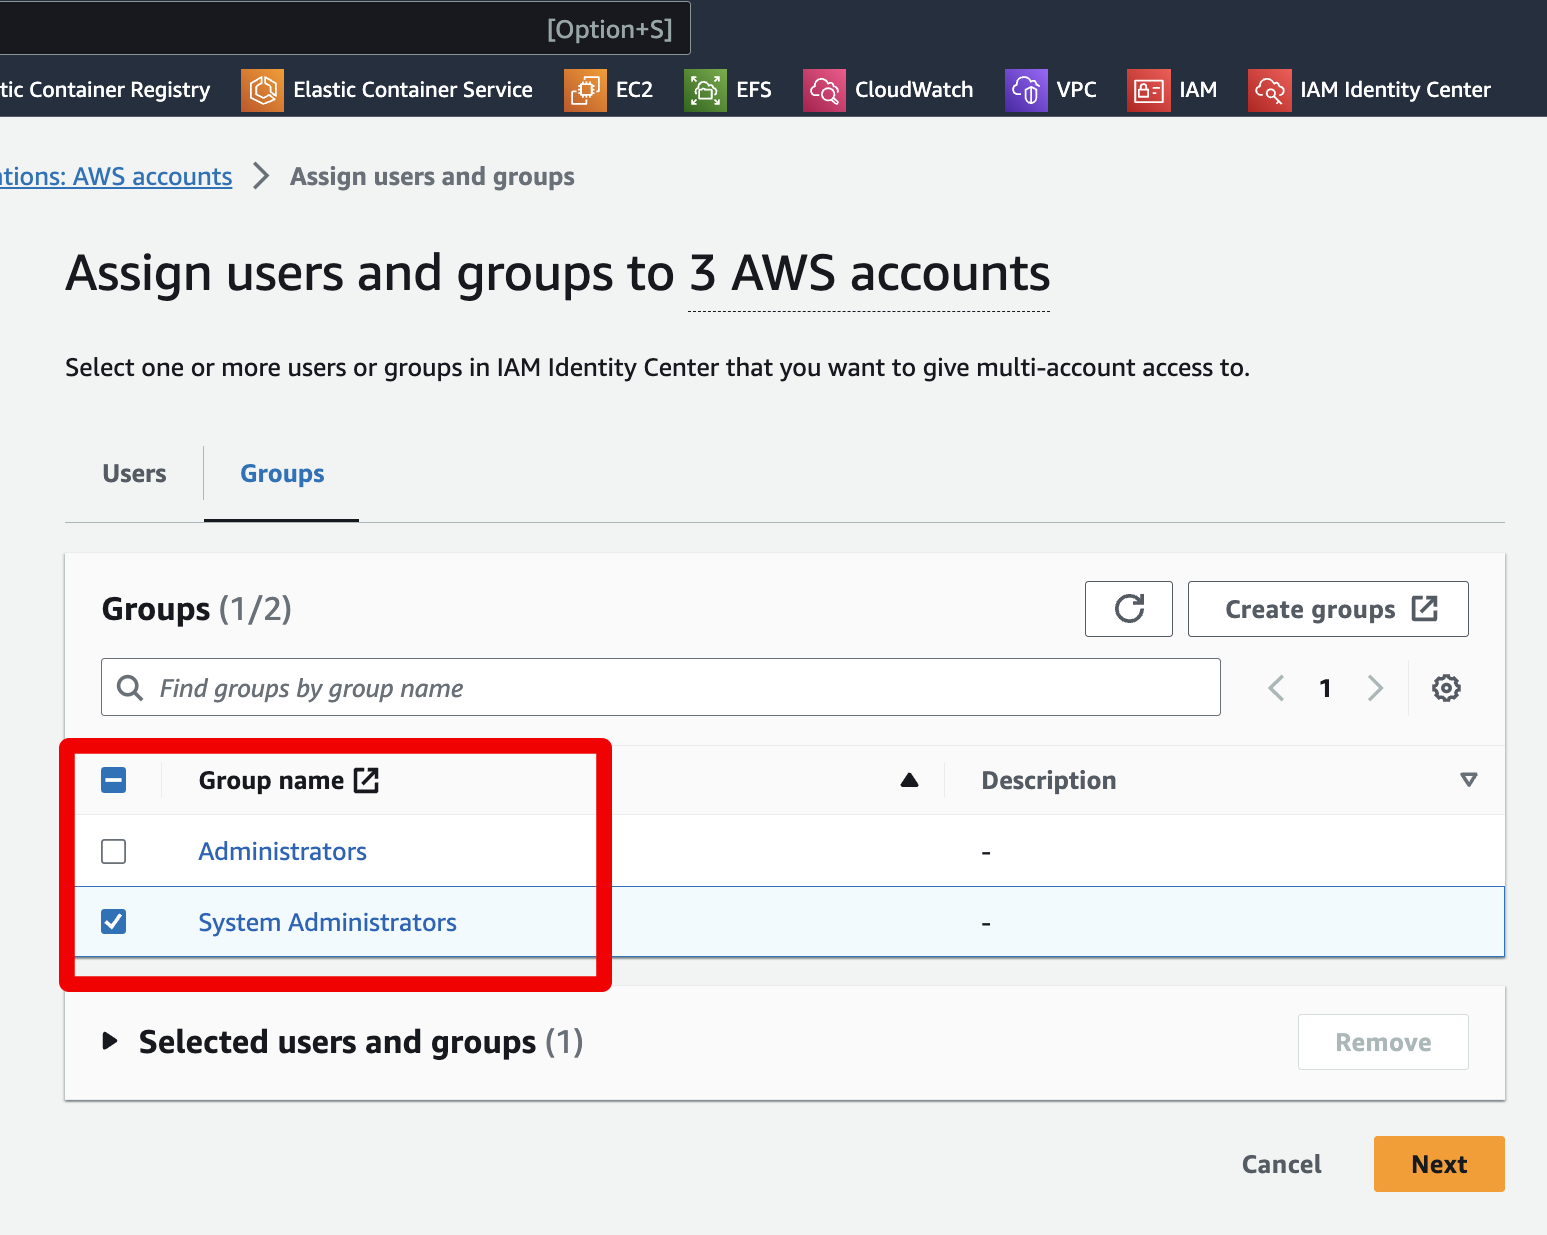 [Option+S]
tic Container Registry Elastic Container Service EC2 EFS CloudWatch VPC IAM IAM Identity Center
tions: AWS accounts Assign users and groups
Assign users and groups to 3 AWS accounts
Select one or more users or groups in IAM Identity Center that you want to give multi-account access to.
Users Groups
Groups (1/2) Create groups
Find groups by group name 1
Group name Description
Administrators -
System Administrators -
Selected users and groups (1) Remove
Cancel Next